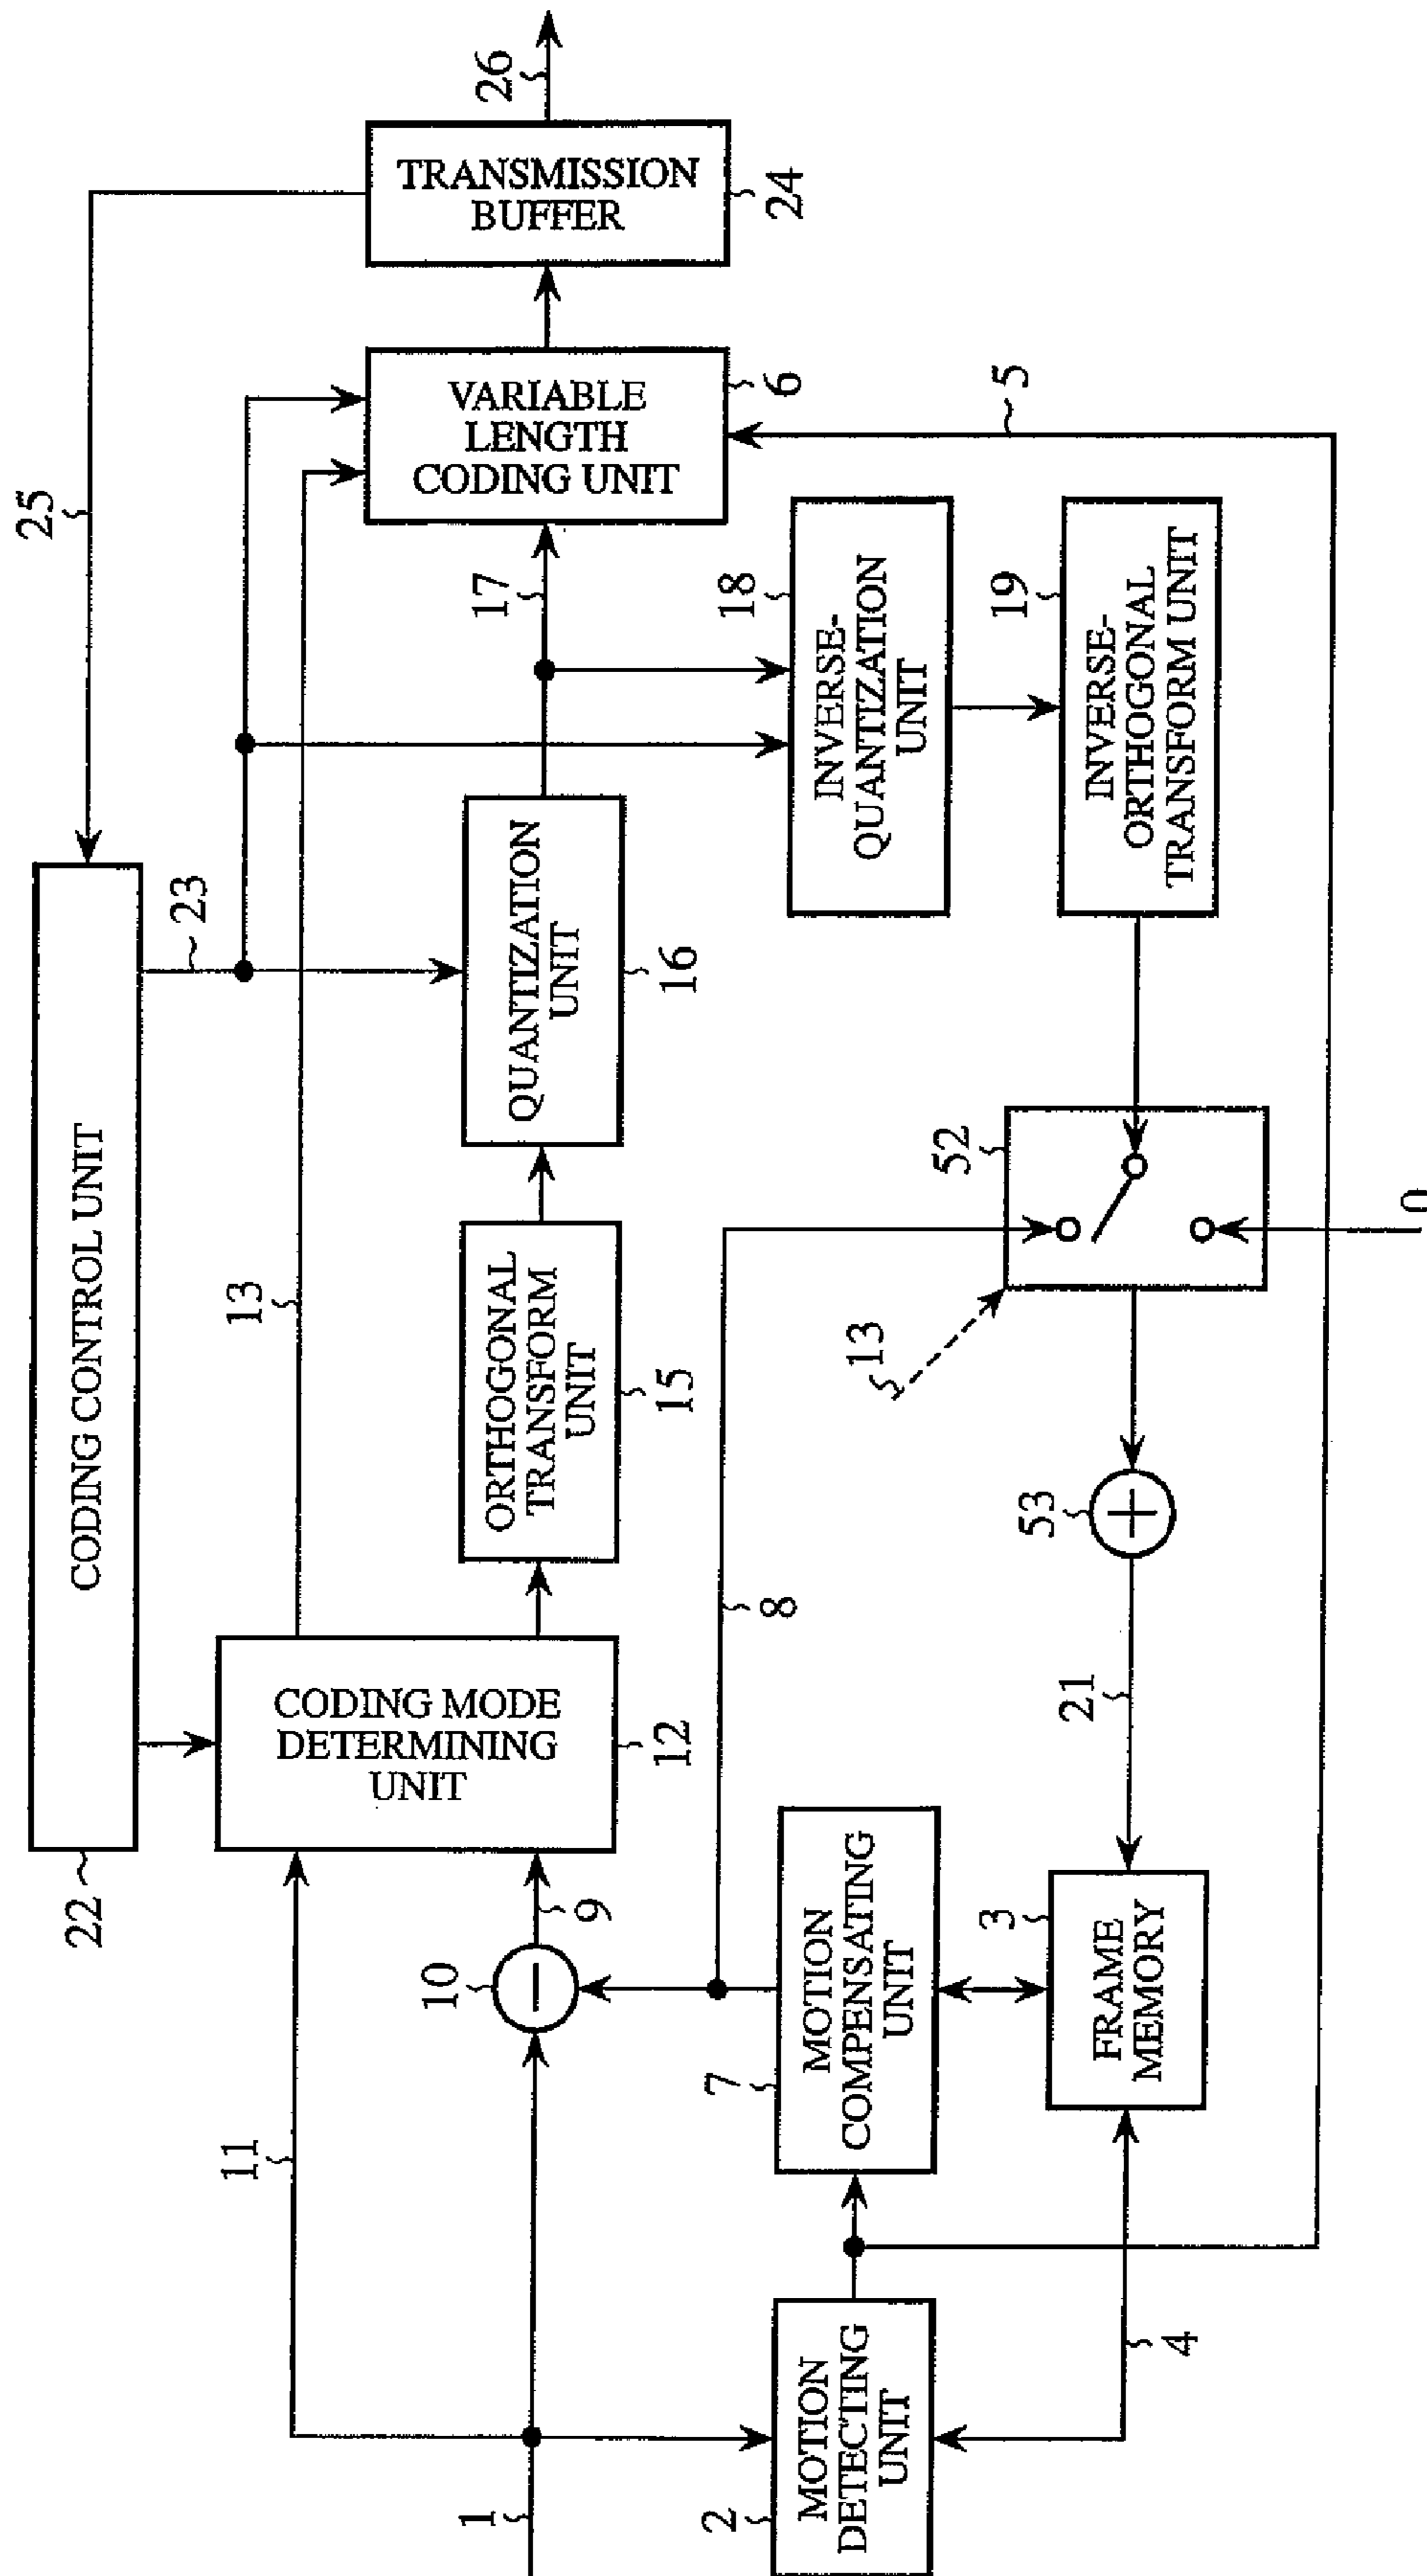 25
22
CODING CONTROL UNIT
23
11
13
CODING MODE
DETERMINING
UNIT
12
1
10
9
ORTHOGONAL
TRANSFORM
UNIT
15
QUANTIZATION
UNIT
16
17
VARIABLE
LENGTH
CODING UNIT
6
TRANSMISSION
BUFFER
24
26
2
MOTION
DETECTING
UNIT
7
MOTION
COMPENSATING
UNIT
8
18
INVERSE-
QUANTIZATION
UNIT
5
4
3
FRAME
MEMORY
21
53
13
52
0
19
INVERSE-
ORTHOGONAL
TRANSFORM UNIT